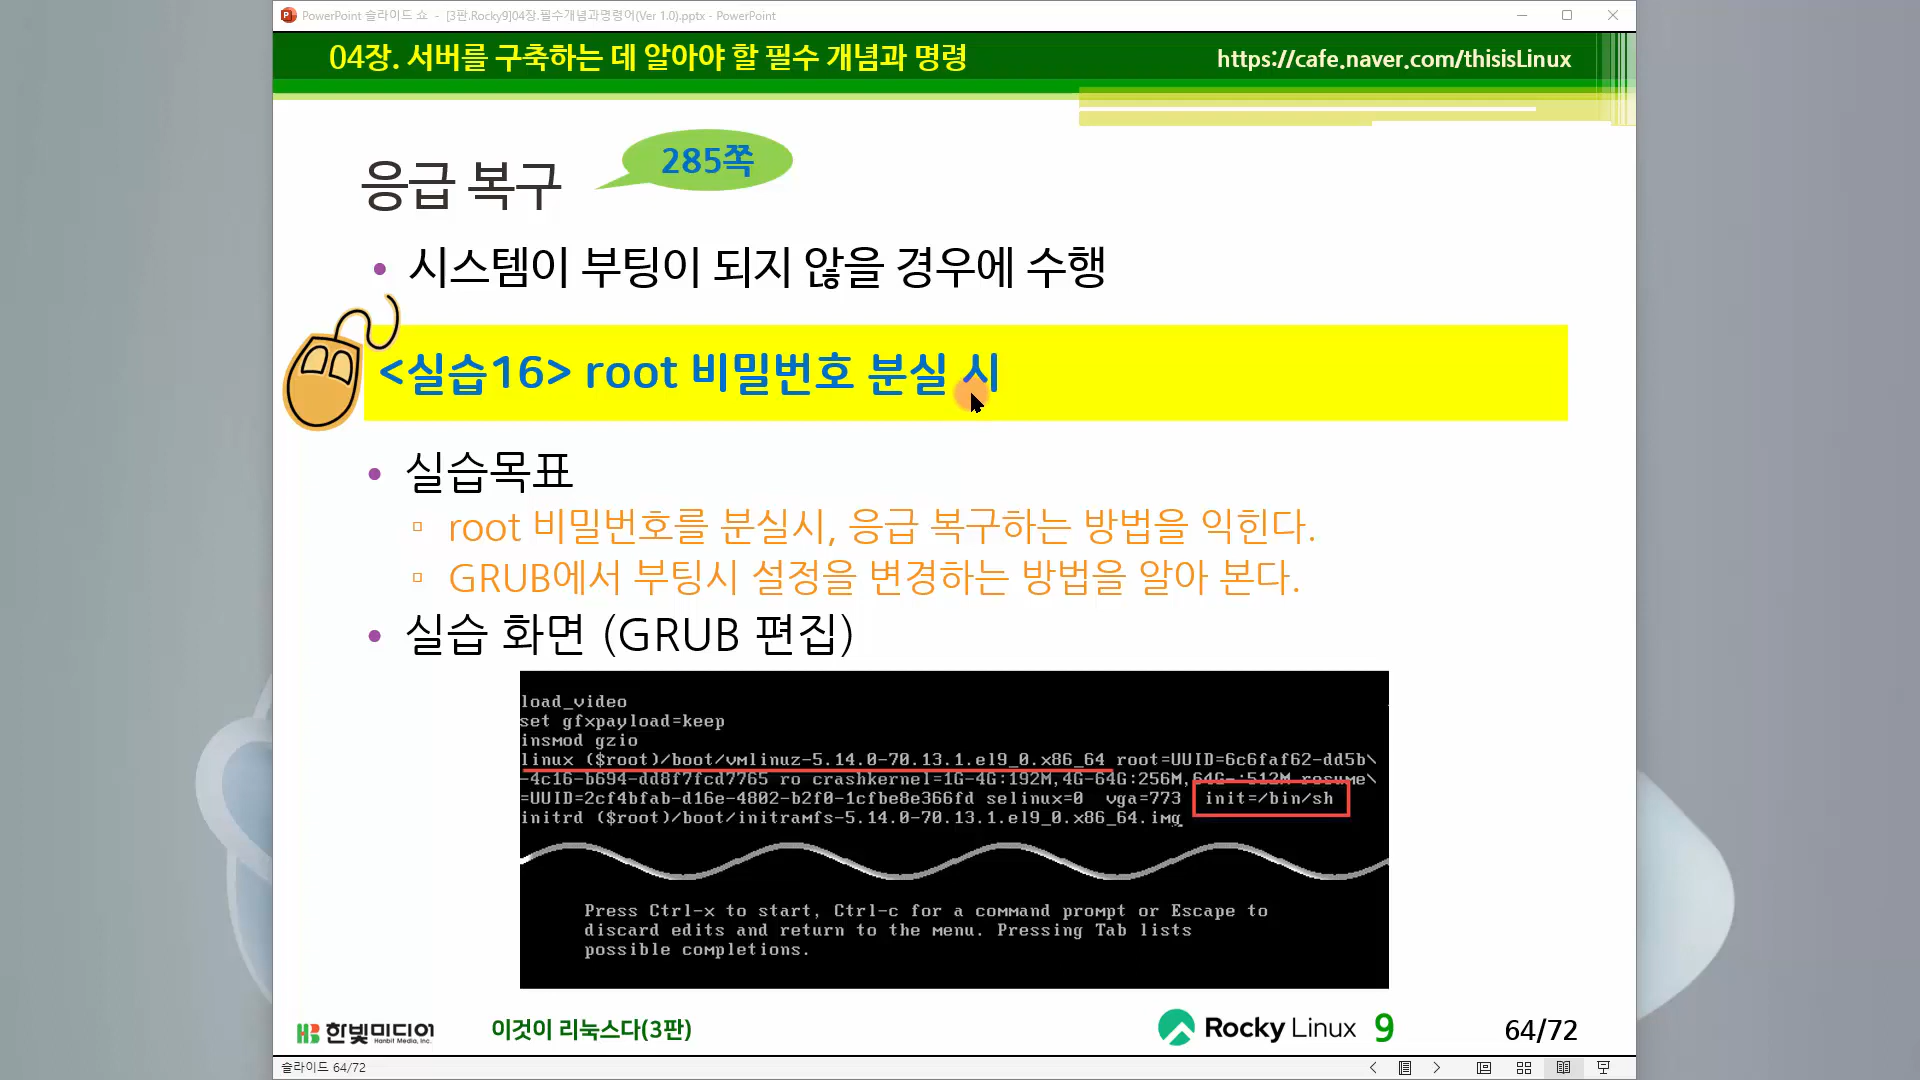 PowerPoint 슬라이드 쇼 - [3판.Rocky9]04장.필수개념과명령어(Ver 1.0).pptx - PowerPoint
04장. 서버를 구축하는 데 알아야 할 필수 개념과 명령
https://cafe.naver.com/thisisLinux
응급 복구
285쪽
• 시스템이 부팅이 되지 않을 경우에 수행
<실습16> root 비밀번호 분실 시
• 실습목표
▫ root 비밀번호를 분실시, 응급 복구하는 방법을 익힌다.
▫ GRUB에서 부팅시 설정을 변경하는 방법을 알아 본다.
• 실습 화면 (GRUB 편집)
load_video
set gfxpayload=keep
insmod gzio
linux ($root)/boot/vmlinuz-5.14.0-70.13.1.el9_0.x86_64 root=UUID=6c6faf62-dd5b\
-4c16-b694-dd8f7fcd7765 ro crashkernel=1G-4G:192M,4G-64G:256M,64G-:512M resume\
=UUID=2cf4bfab-d16e-4802-b2f0-1cfbe8e366fd selinux=0 vga=773 init=/bin/sh
initrd ($root)/boot/initramfs-5.14.0-70.13.1.el9_0.x86_64.img
Press Ctrl-x to start, Ctrl-c for a command prompt or Escape to
discard edits and return to the menu. Pressing Tab lists
possible completions.
한빛미디어
Hanbit Media, Inc.
이것이 리눅스다(3판)
Rocky Linux 9
64/72
슬라이드 64/72